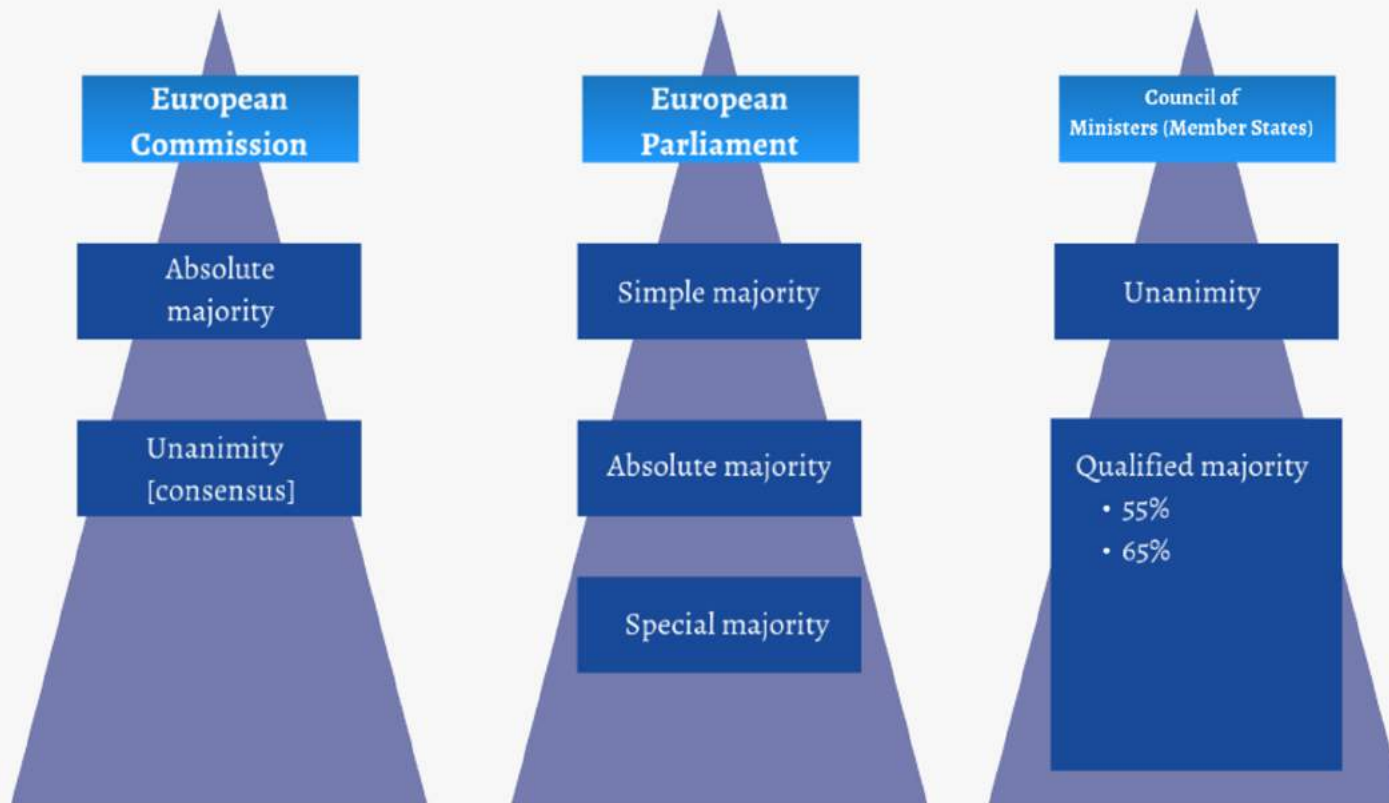 European
Commission
Absolute
majority
Unanimity
[consensus]
European
Parliament
Simple majority
Absolute majority
Special majority
Council of
Ministers (Member States)
Unanimity
Qualified majority
• 55%
• 65%